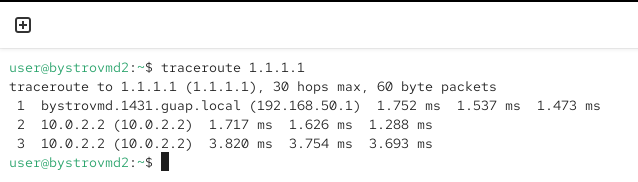 user@bystrovmd2:~$ traceroute 1.1.1.1
traceroute to 1.1.1.1 (1.1.1.1), 30 hops max, 60 byte packets
 1  bystrovmd.1431.guap.local (192.168.50.1)  1.752 ms  1.537 ms  1.473 ms
 2  10.0.2.2 (10.0.2.2)  1.717 ms  1.626 ms  1.288 ms
 3  10.0.2.2 (10.0.2.2)  3.820 ms  3.754 ms  3.693 ms
user@bystrovmd2:~$